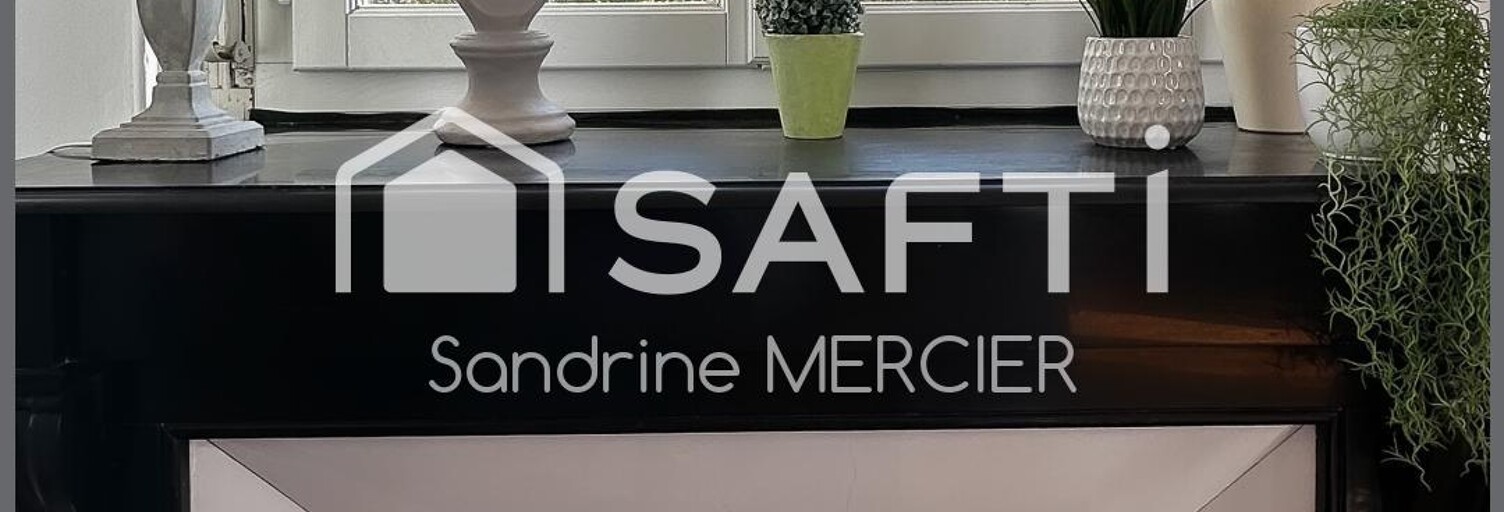 SAFTi
Sandrine MERCIER